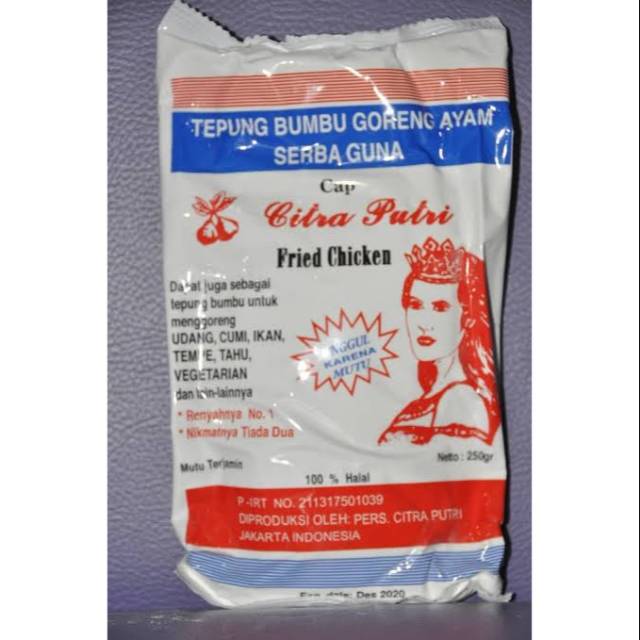 TEPUNG BUMBU GORENG AYAM
SERBA GUNA
Cap
Citra Putri
Fried Chicken
Dapat juga sebagai
tepung bumbu untuk
menggoreng
UDANG, CUMI, IKAN,
TEMPE, TAHU,
VEGETARIAN
dan lain-lainnya
* Renyahnya No. 1
* Nikmatnya Tiada Dua
UNGGUL
KARENA
MUTU
Mutu Terjamin
Netto : 250gr
100 % Halal
P-IRT NO. 211317501039
DIPRODUKSI OLEH: PERS. CITRA PUTRI
JAKARTA INDONESIA
Exp. date: Des 2020